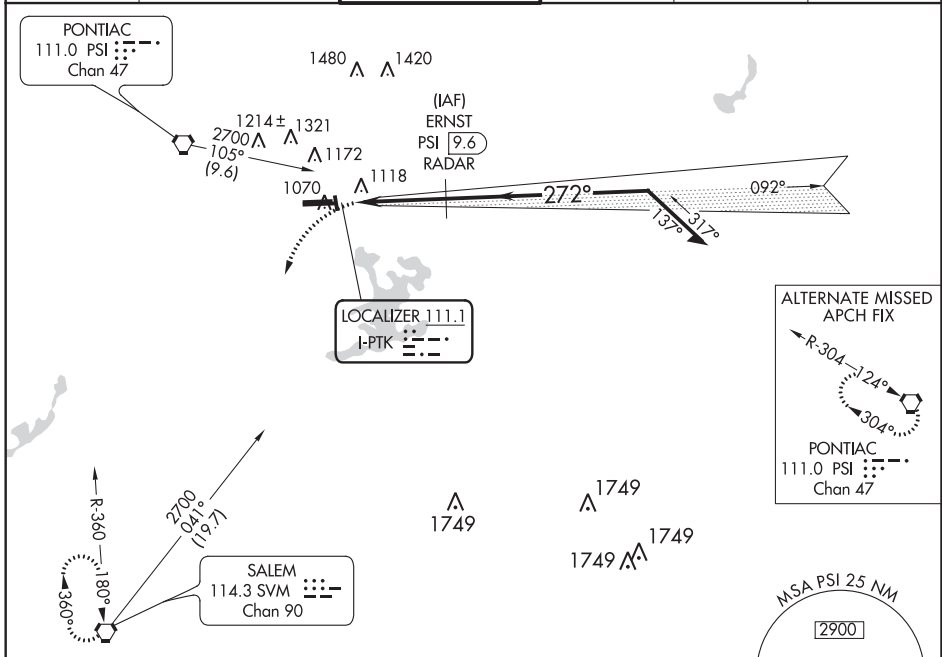 PONTIAC
111.0 PSI
Chan 47
1480
1420
(IAF)
ERNST
PSI 9.6
RADAR
1214 ±
1321
2700
105°
(9.6)
1172
1118
1070
272°
092°
137°
317°
LOCALIZER 111.1
I-PTK
ALTERNATE MISSED
APCH FIX
R-304
124°
304°
PONTIAC
111.0 PSI
Chan 47
2700
041°
(19.7)
R-360
180°
360°
SALEM
114.3 SVM
Chan 90
1749
1749
1749
1749
MSA PSI 25 NM
2900